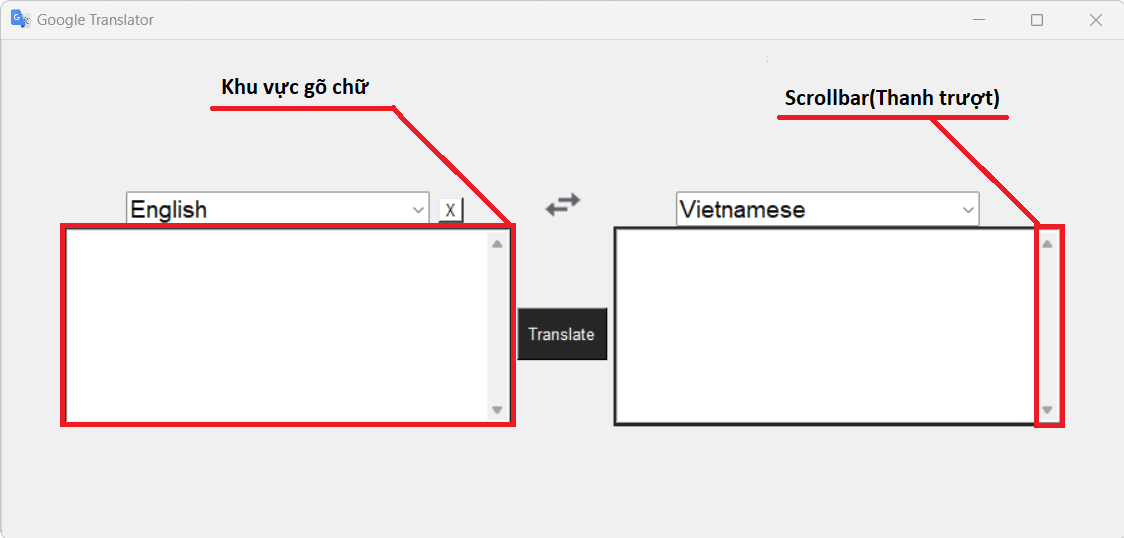 Google Translator
Khu vực gõ chữ
Scrollbar(Thanh trượt)
English
X
Vietnamese
Translate